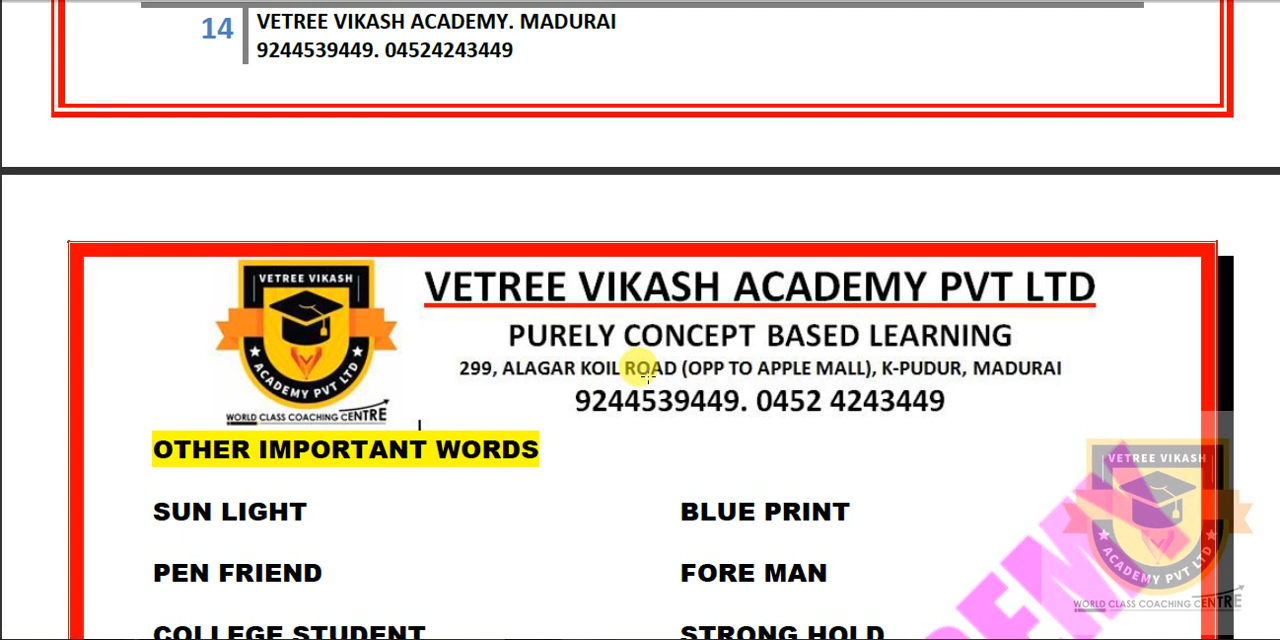 14
VETREE VIKASH ACADEMY. MADURAI
9244539449. 04524243449
VETREE VIKASH
ACADEMY PVT LTD
WORLD CLASS COACHING CENTRE
VETREE VIKASH ACADEMY PVT LTD
PURELY CONCEPT BASED LEARNING
299, ALAGAR KOIL ROAD (OPP TO APPLE MALL), K-PUDUR, MADURAI
9244539449. 0452 4243449
OTHER IMPORTANT WORDS
SUN LIGHT
BLUE PRINT
PEN FRIEND
FORE MAN
COLLEGE STUDENT
STRONG HOLD
VETREE VIKASH
ACADEMY PVT LTD
WORLD CLASS COACHING CENTRE